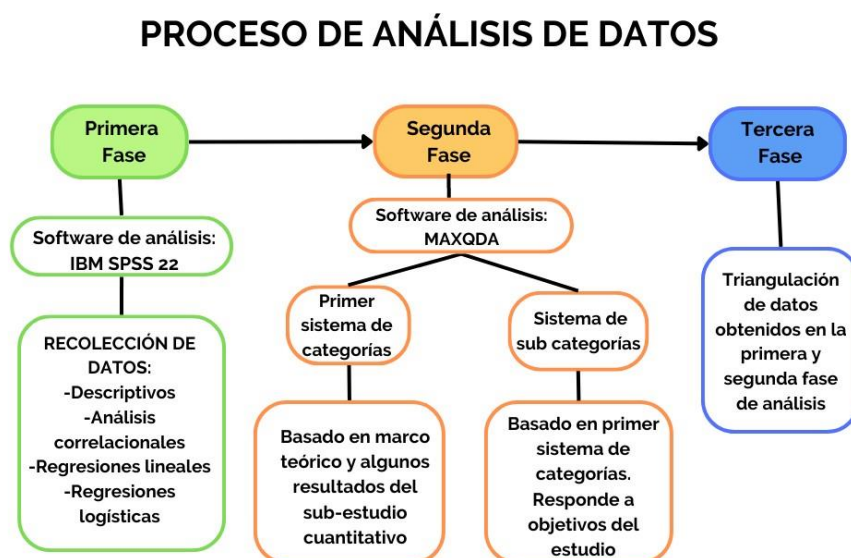 PROCESO DE ANÁLISIS DE DATOS
Primera
Fase
Segunda
Fase
Tercera
Fase
Software de análisis:
IBM SPSS 22
Software de análisis:
MAXQDA
RECOLECCIÓN DE
DATOS:
-Descriptivos
-Análisis
correlacionales
-Regresiones lineales
-Regresiones
logísticas
Primer
sistema de
categorías
Sistema de
sub categorías
Basado en marco
teórico y algunos
resultados del
sub-estudio
cuantitativo
Basado en primer
sistema de
categorías.
Responde a
objetivos del
estudio
Triangulación
de datos
obtenidos en la
primera y
segunda fase
de análisis